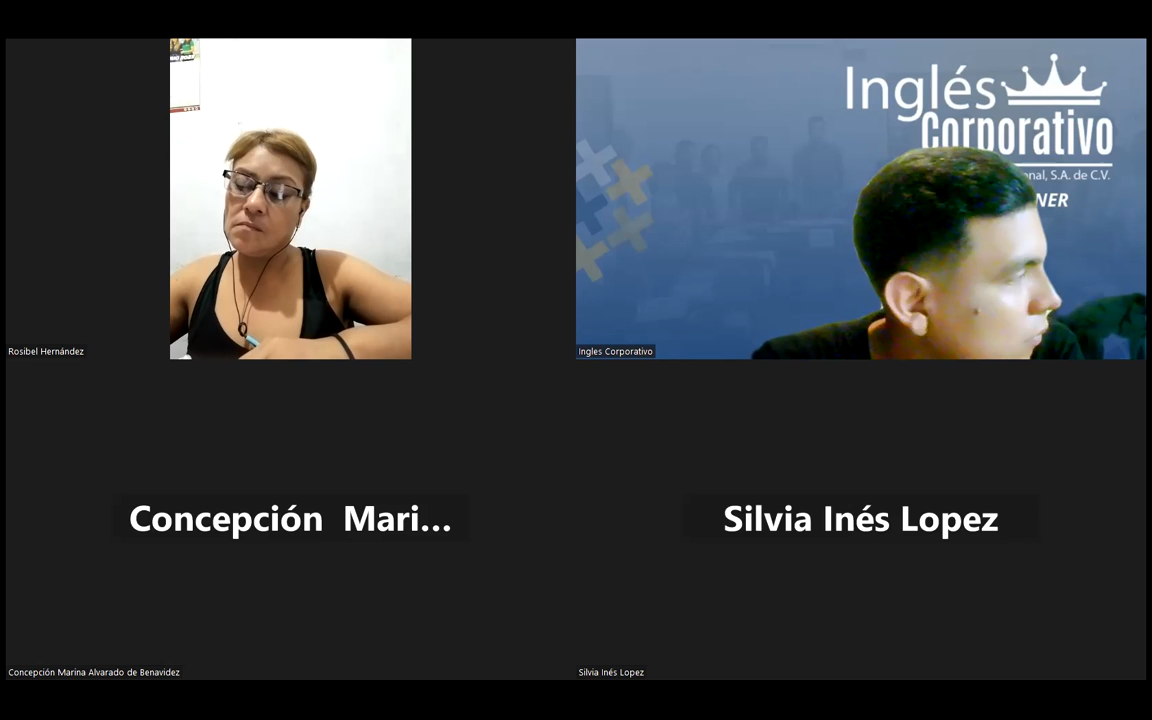 Inglés
Corporativo
onal, S.A. de C.V.
NER
Rosibel Hernández
Ingles Corporativo
Concepción Mari...
Silvia Inés Lopez
Concepción Marina Alvarado de Benavidez
Silvia Inés Lopez